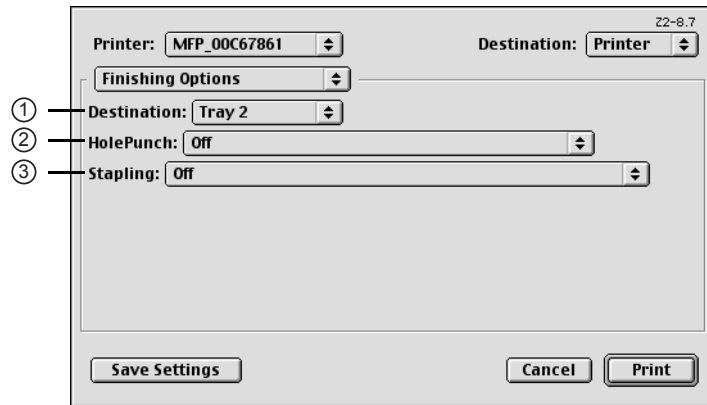 Z2-8.7
Printer: MFP_00C67861 Destination: Printer
Finishing Options
① Destination: Tray 2
② HolePunch: Off
③ Stapling: Off
Save Settings Cancel Print